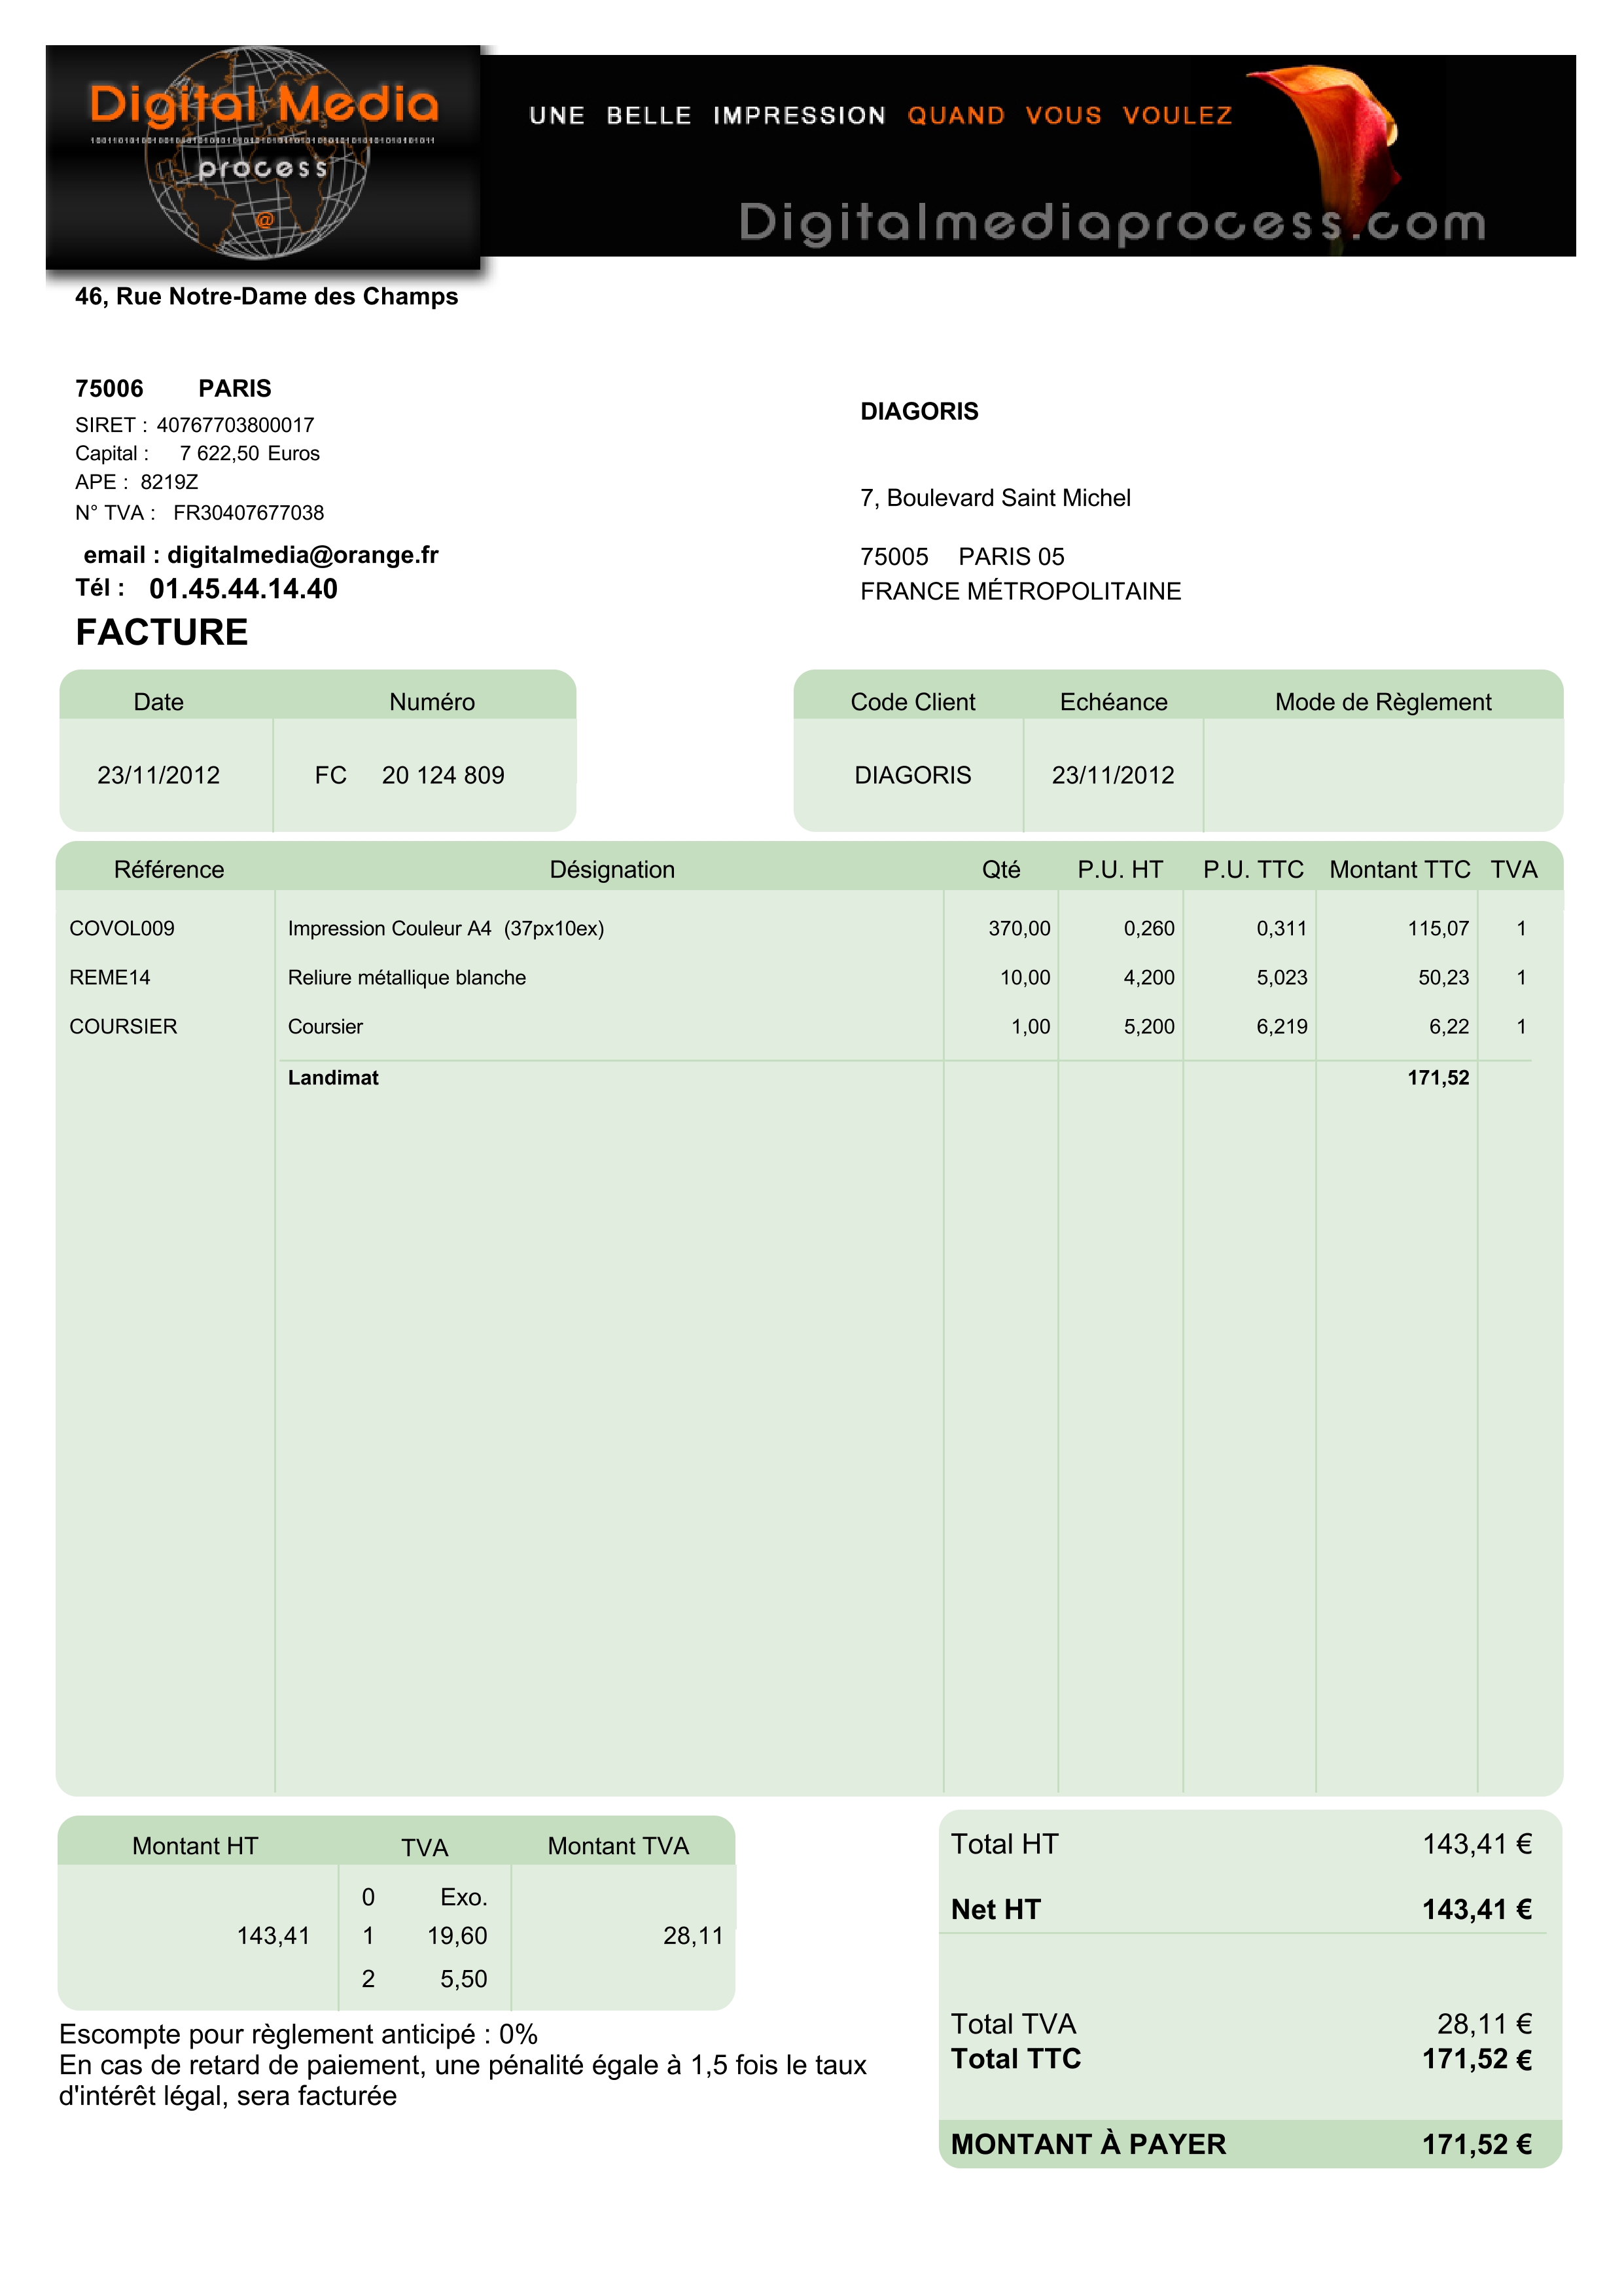 Digital Media
process
@
UNE BELLE IMPRESSION QUAND VOUS VOULEZ
Digitalmediaprocess.com
46, Rue Notre-Dame des Champs
75006 PARIS
SIRET : 40767703800017
Capital : 7 622,50 Euros
APE : 8219Z
N° TVA : FR30407677038
email : digitalmedia@orange.fr
Tél : 01.45.44.14.40
DIAGORIS
7, Boulevard Saint Michel
75005 PARIS 05
FRANCE MÉTROPOLITAINE
FACTURE
Date Numéro
23/11/2012 FC 20 124 809
Code Client Echéance Mode de Règlement
DIAGORIS 23/11/2012
Référence Désignation Qté P.U. HT P.U. TTC Montant TTC TVA
COVOL009 Impression Couleur A4 (37px10ex) 370,00 0,260 0,311 115,07 1
REME14 Reliure métallique blanche 10,00 4,200 5,023 50,23 1
COURSIER Coursier 1,00 5,200 6,219 6,22 1
Landimat 171,52
Montant HT TVA Montant TVA
0 Exo.
143,41 1 19,60 28,11
2 5,50
Escompte pour règlement anticipé : 0%
En cas de retard de paiement, une pénalité égale à 1,5 fois le taux
d'intérêt légal, sera facturée
Total HT 143,41 €
Net HT 143,41 €
Total TVA 28,11 €
Total TTC 171,52 €
MONTANT À PAYER 171,52 €